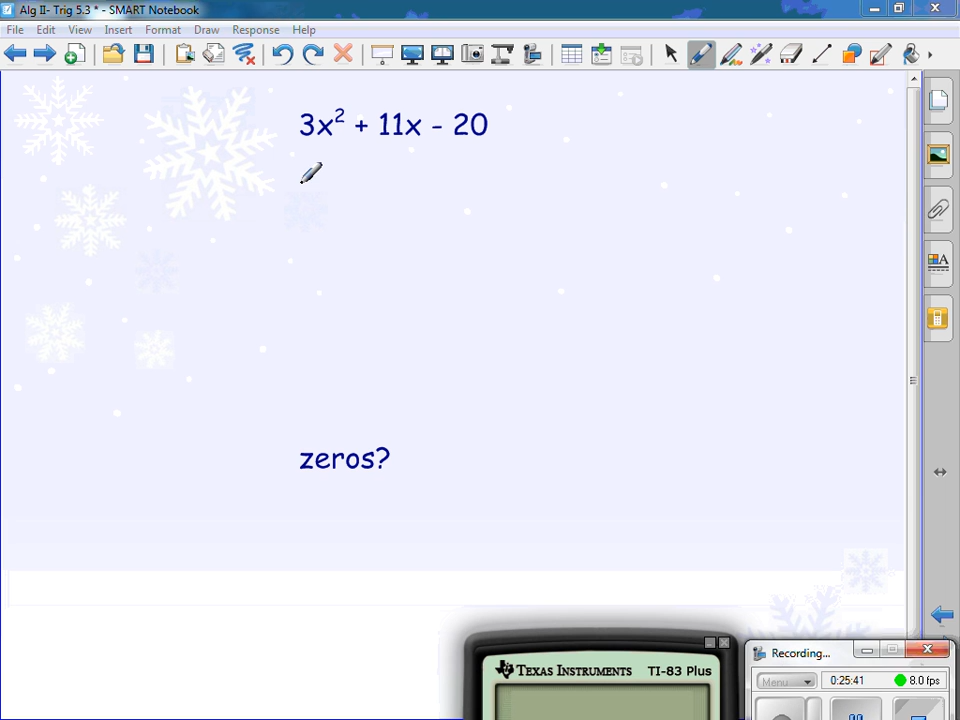 Alg II- Trig 5.3 * - SMART Notebook
File Edit View Insert Format Draw Response Help
3x² + 11x - 20
zeros?
TEXAS INSTRUMENTS TI-83 Plus
Recording...
Menu 0:25:41 8.0 fps